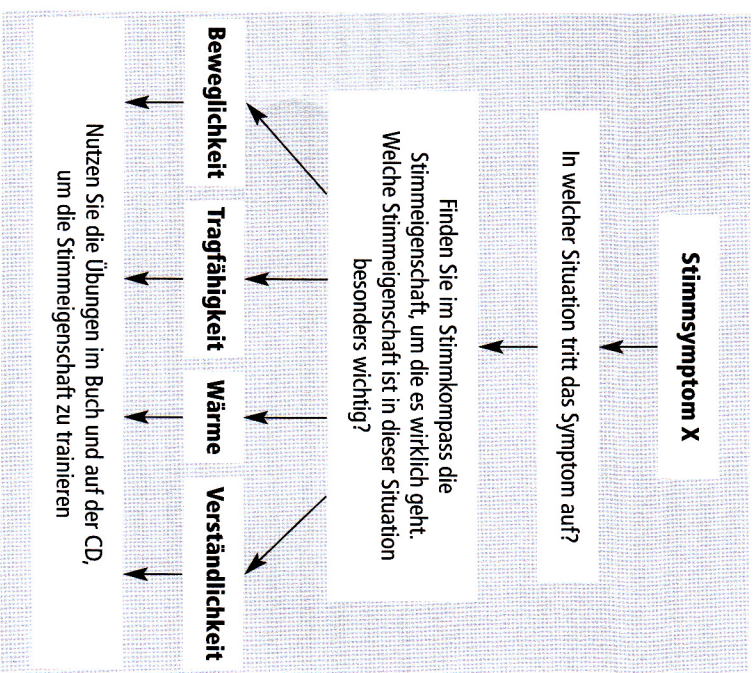 Stimmsymptom X
In welcher Situation tritt das Symptom auf?
Finden Sie im Stimmkompass die
Stimmeigenschaft, um die es wirklich geht.
Welche Stimmeigenschaft ist in dieser Situation
besonders wichtig?
Beweglichkeit
Tragfähigkeit
Wärme
Verständlichkeit
Nutzen Sie die Übungen im Buch und auf der CD,
um die Stimmeigenschaft zu trainieren